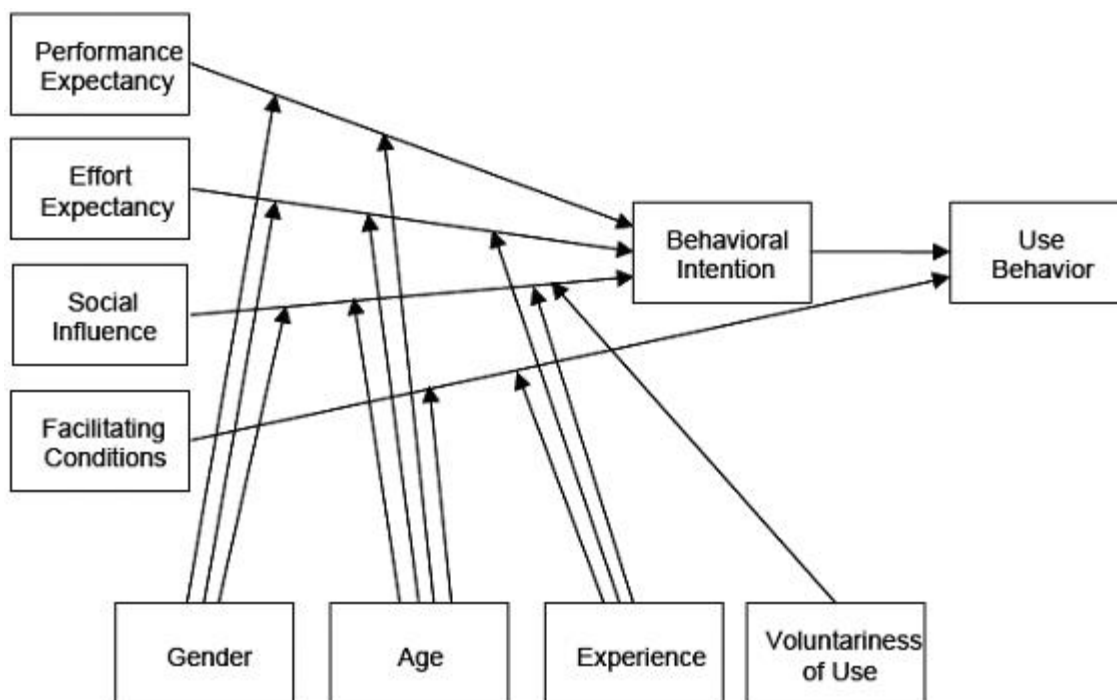 Performance
Expectancy
Effort
Expectancy
Social
Influence
Facilitating
Conditions
Behavioral
Intention
Use
Behavior
Gender
Age
Experience
Voluntariness
of Use